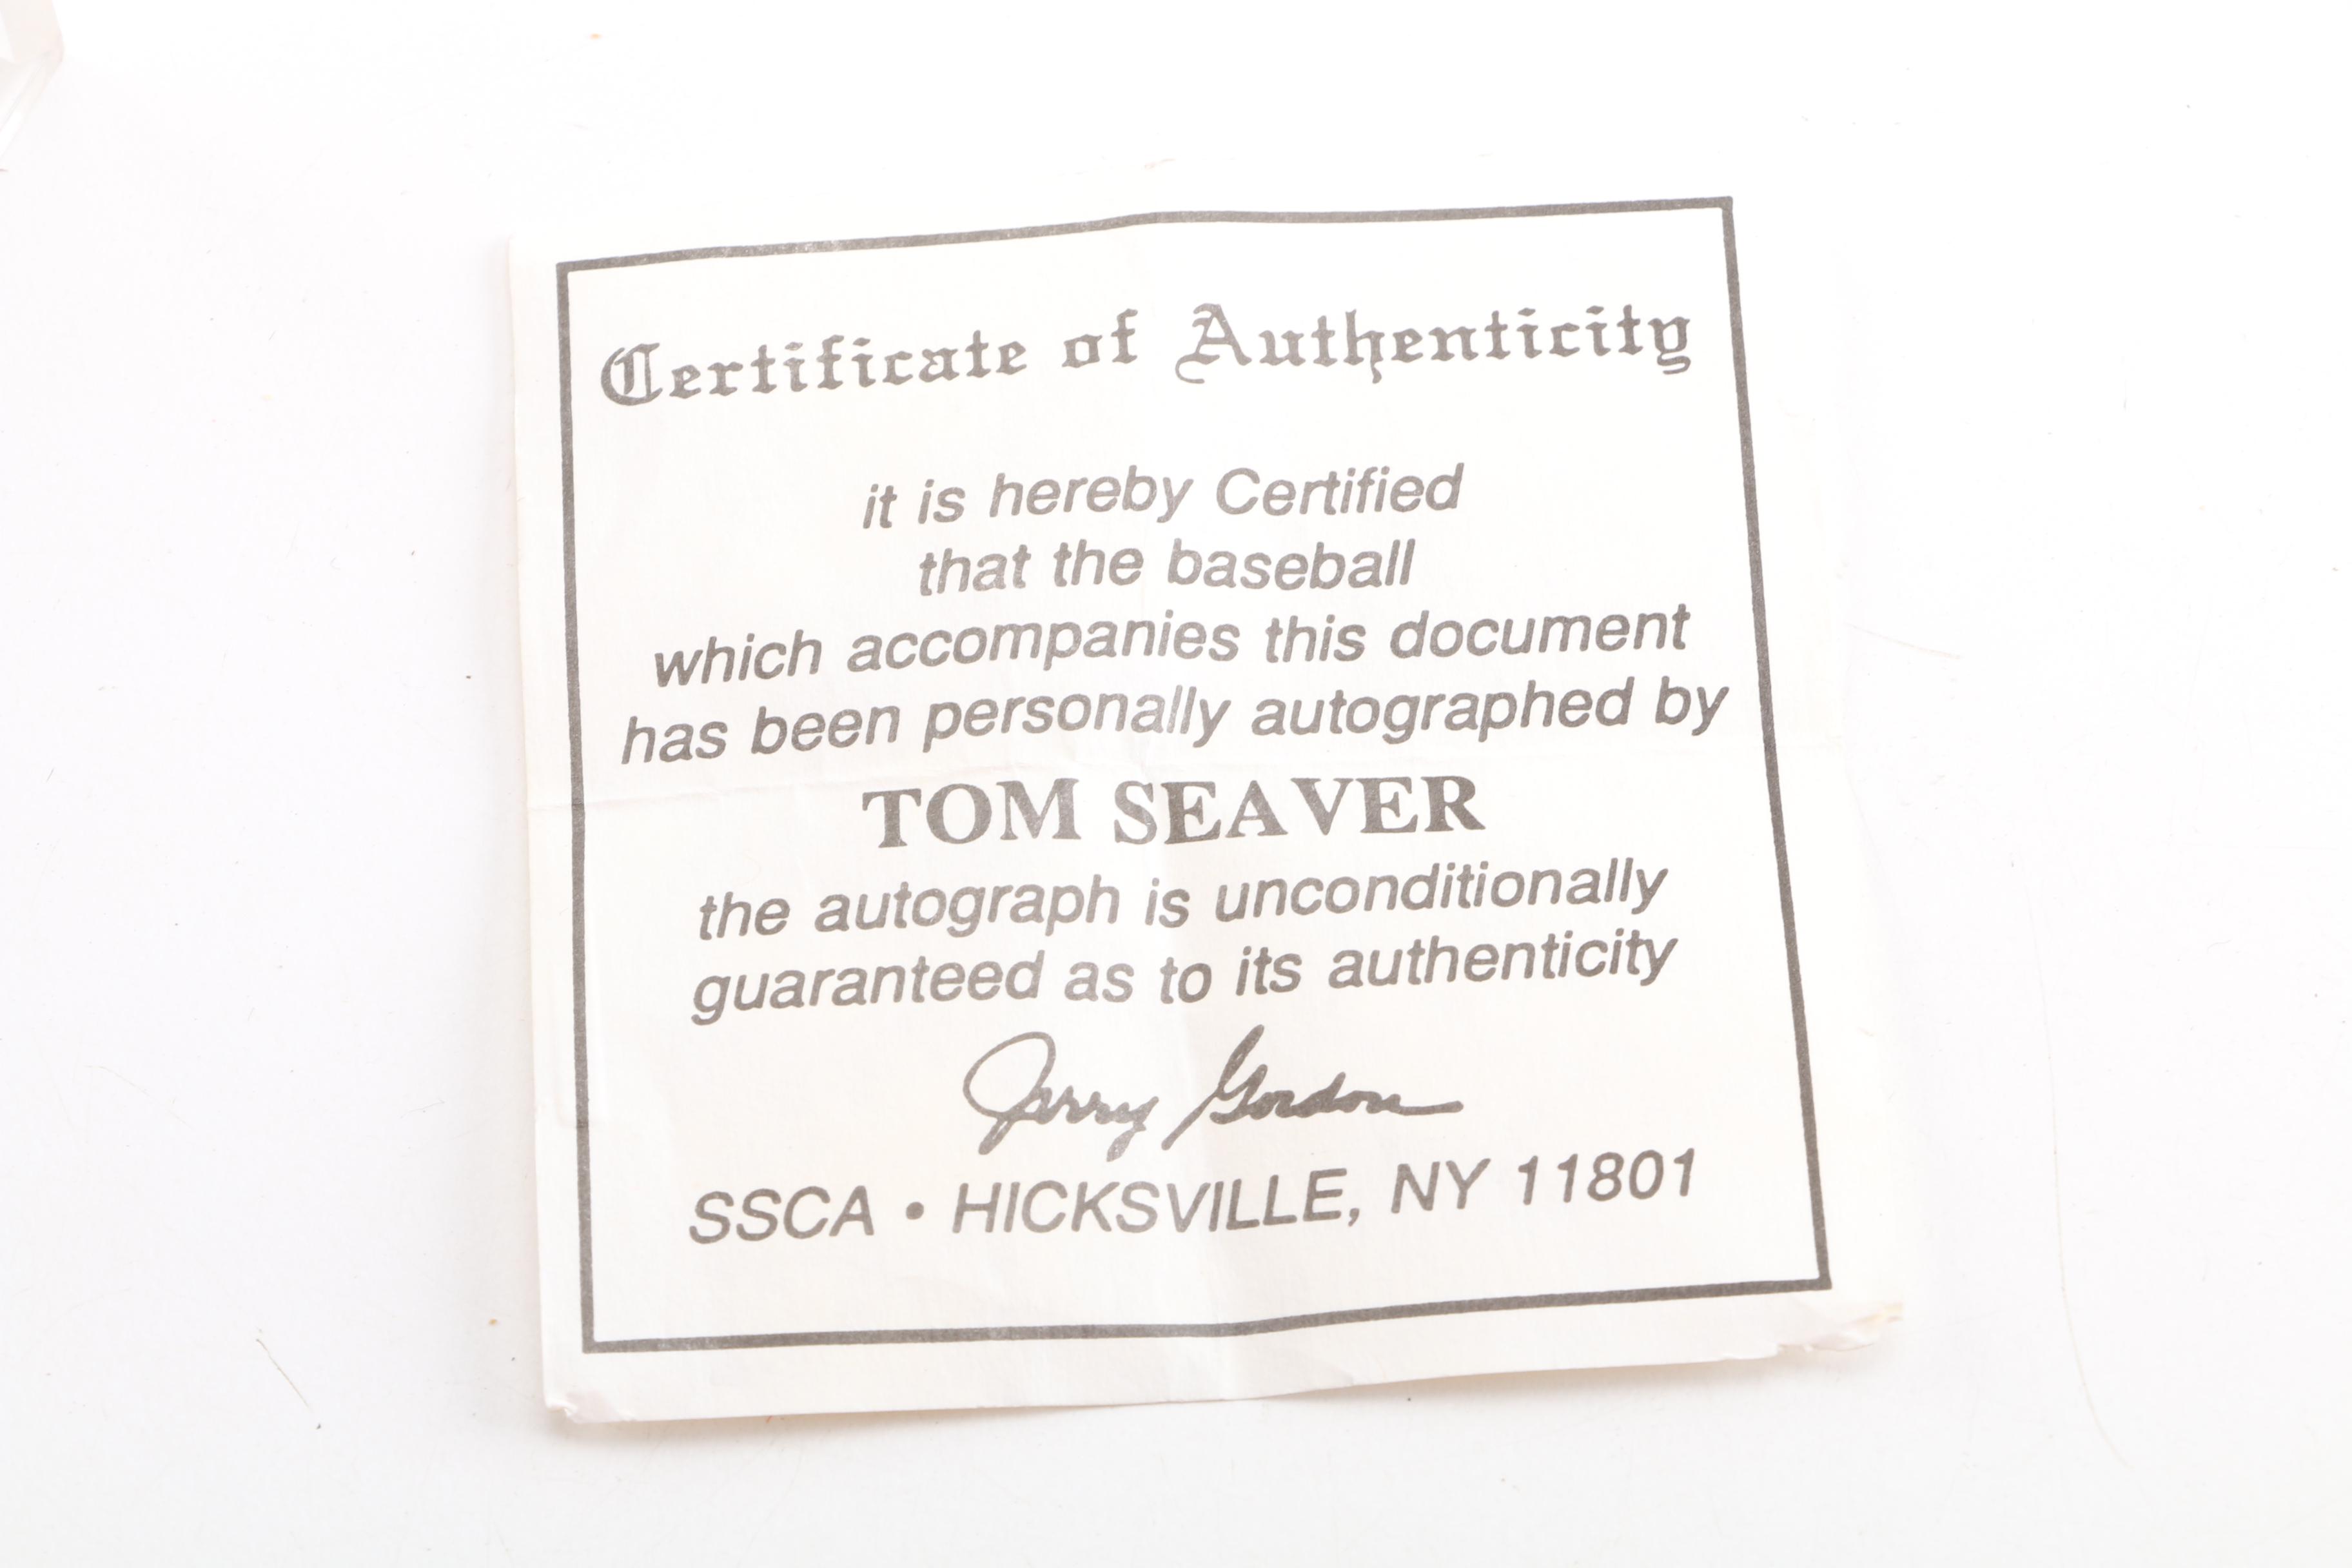 Certificate of Authenticity
it is hereby Certified
that the baseball
which accompanies this document
has been personally autographed by
TOM SEAVER
the autograph is unconditionally
guaranteed as to its authenticity
Jerry Gordon
SSCA • HICKSVILLE, NY 11801